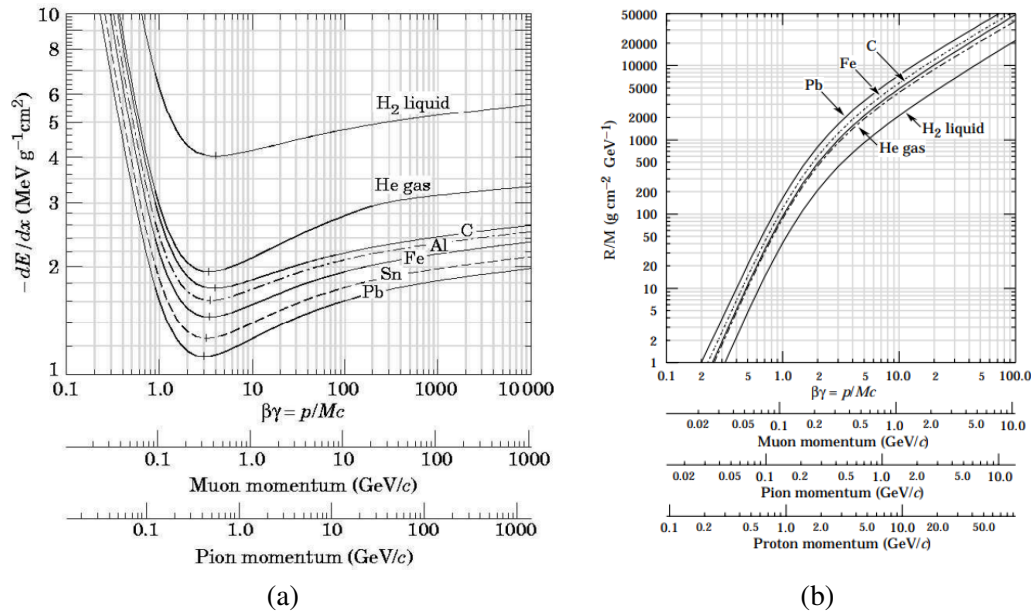 10
8
6
5
4
3
2
1
−dE/dx (MeV g⁻¹cm²)
H₂ liquid
He gas
C
Al
Fe
Sn
Pb
0.1 1.0 10 100 1000 10000
βγ = p/Mc
0.1 1.0 10 100 1000
Muon momentum (GeV/c)
0.1 1.0 10 100 1000
Pion momentum (GeV/c)
(a)
50000
20000
10000
5000
2000
1000
500
200
100
50
20
10
5
2
1
R/M (g cm⁻² GeV⁻¹)
C
Fe
Pb
H₂ liquid
He gas
0.1 2 5 1.0 2 5 10.0 2 5 100.0
βγ = p/Mc
0.02 0.05 0.1 0.2 0.5 1.0 2.0 5.0 10.0
Muon momentum (GeV/c)
0.02 0.05 0.1 0.2 0.5 1.0 2.0 5.0 10.0
Pion momentum (GeV/c)
0.1 0.2 0.5 1.0 2.0 5.0 10.0 20.0 50.0
Proton momentum (GeV/c)
(b)